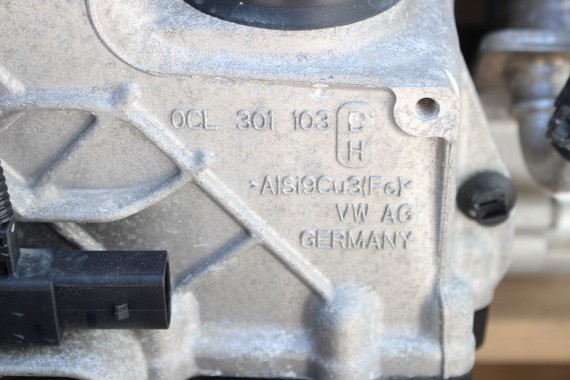 0CL 301 103 D
H
>AlSi9Cu3(Fe)<
VW AG
GERMANY